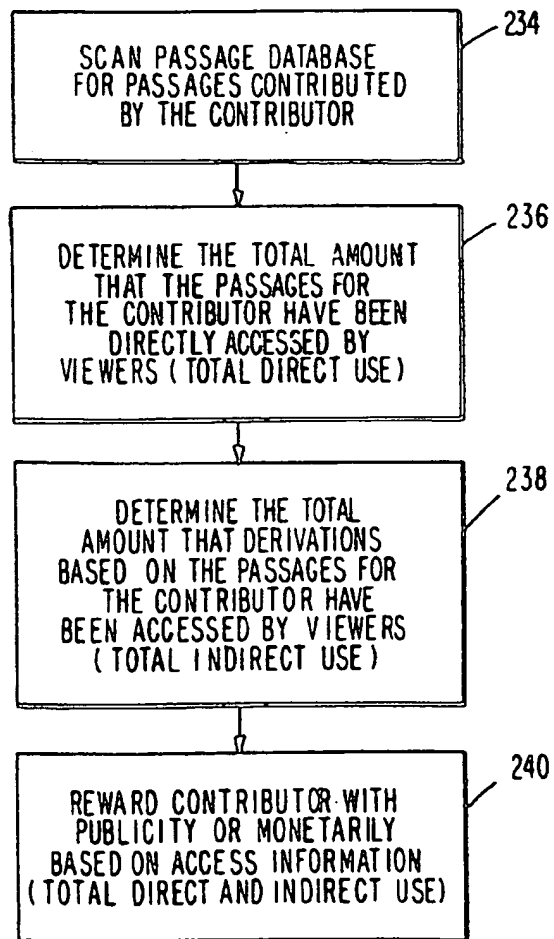 234
SCAN PASSAGE DATABASE
FOR PASSAGES CONTRIBUTED
BY THE CONTRIBUTOR
236
DETERMINE THE TOTAL AMOUNT
THAT THE PASSAGES FOR
THE CONTRIBUTOR HAVE BEEN
DIRECTLY ACCESSED BY
VIEWERS (TOTAL DIRECT USE)
238
DETERMINE THE TOTAL
AMOUNT THAT DERIVATIONS
BASED ON THE PASSAGES FOR
THE CONTRIBUTOR HAVE
BEEN ACCESSED BY VIEWERS
(TOTAL INDIRECT USE)
240
REWARD CONTRIBUTOR WITH
PUBLICITY OR MONETARILY
BASED ON ACCESS INFORMATION
(TOTAL DIRECT AND INDIRECT USE)